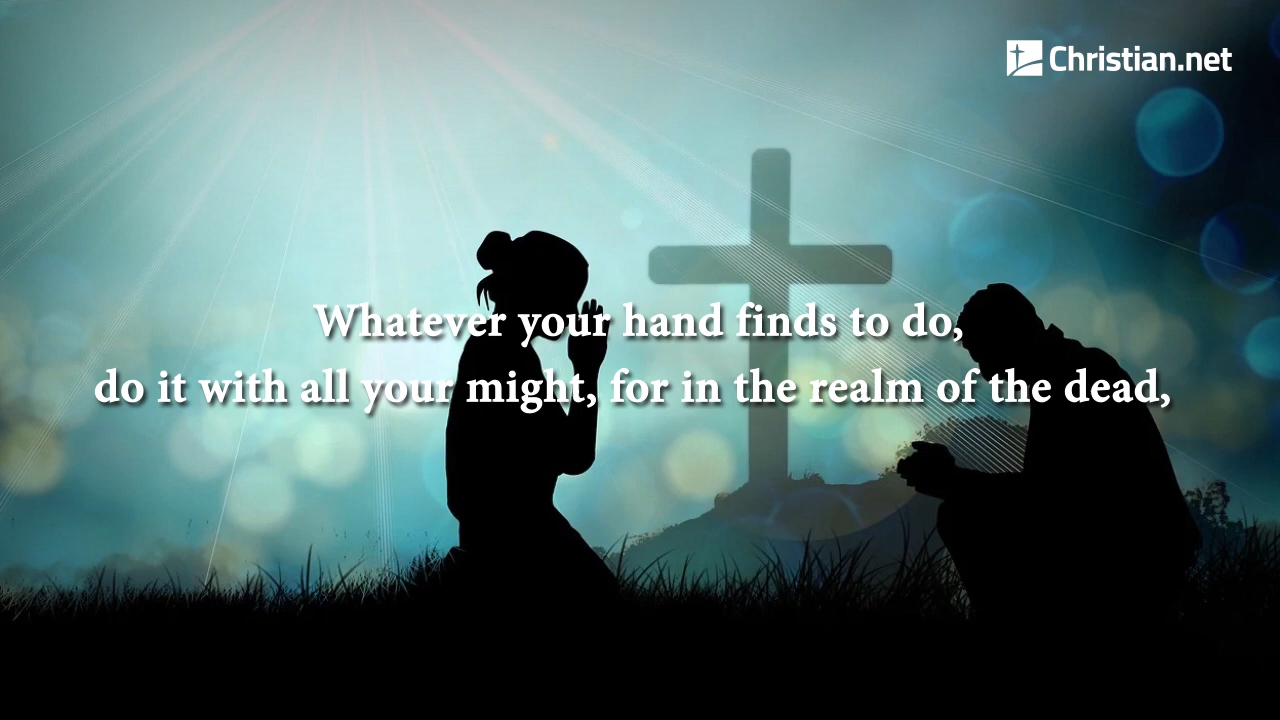 Christian.net
Whatever your hand finds to do,
do it with all your might, for in the realm of the dead,